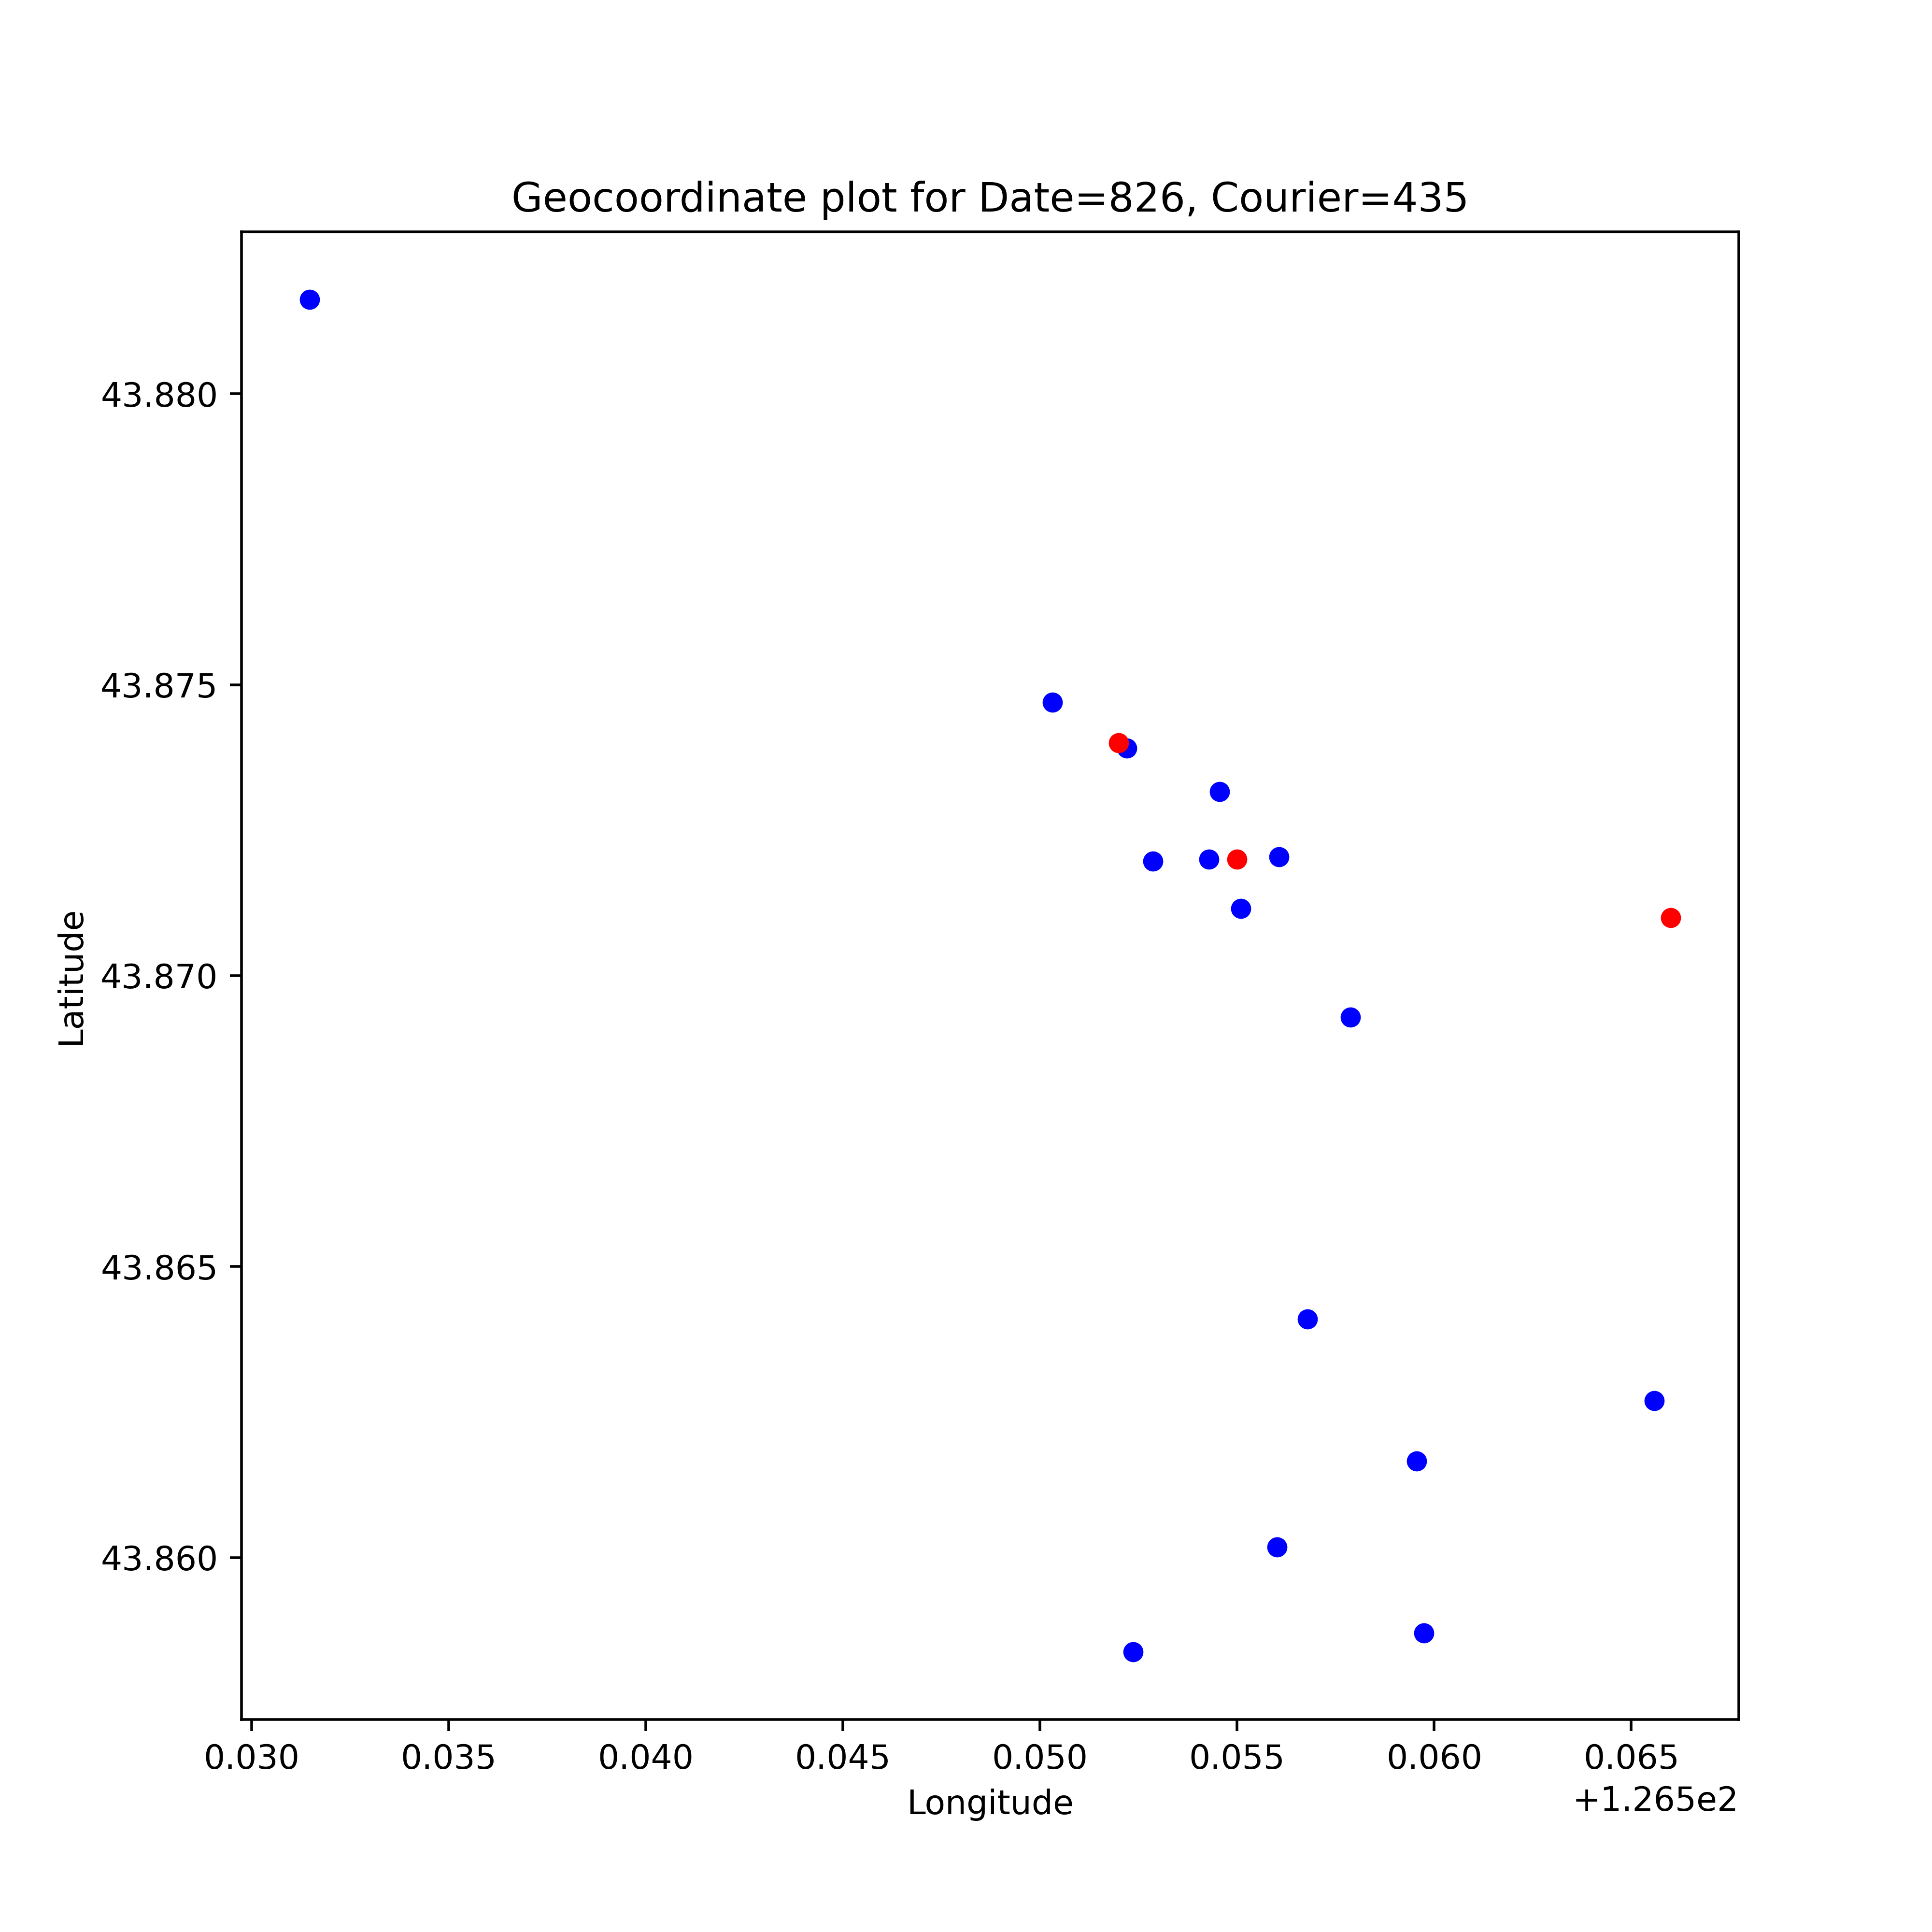 Geocoordinate plot for Date=826, Courier=435
43.880
43.875
43.870
43.865
43.860
Latitude
0.030 0.035 0.040 0.045 0.050 0.055 0.060 0.065
+1.265e2
Longitude